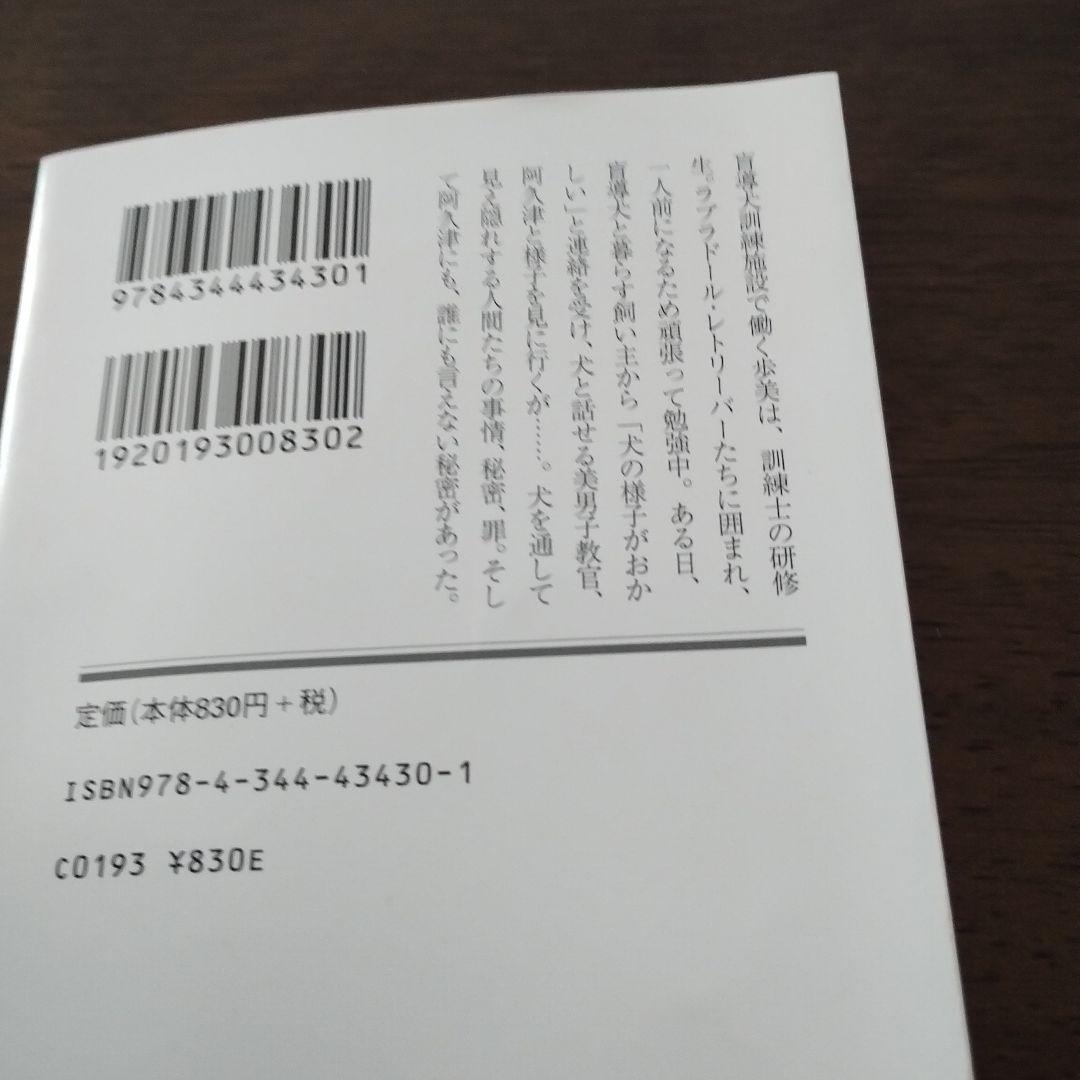 盲導犬訓練施設で働く歩美は、訓練士の研修
生。ラブラドール・レトリーバーたちに囲まれ、
一人前になるため頑張って勉強中。ある日、
盲導犬と暮らす飼い主から「犬の様子がおか
しい」と連絡を受け、犬と話せる美男子教官、
阿久津と様子を見に行くが……。犬を通して
見え隠れする人間たちの事情、秘密、罪。そし
て阿久津にも、誰にも言えない秘密があった。
9784344434301
1920193008302
定価(本体830円+税)
ISBN978-4-344-43430-1
C0193 ¥830E